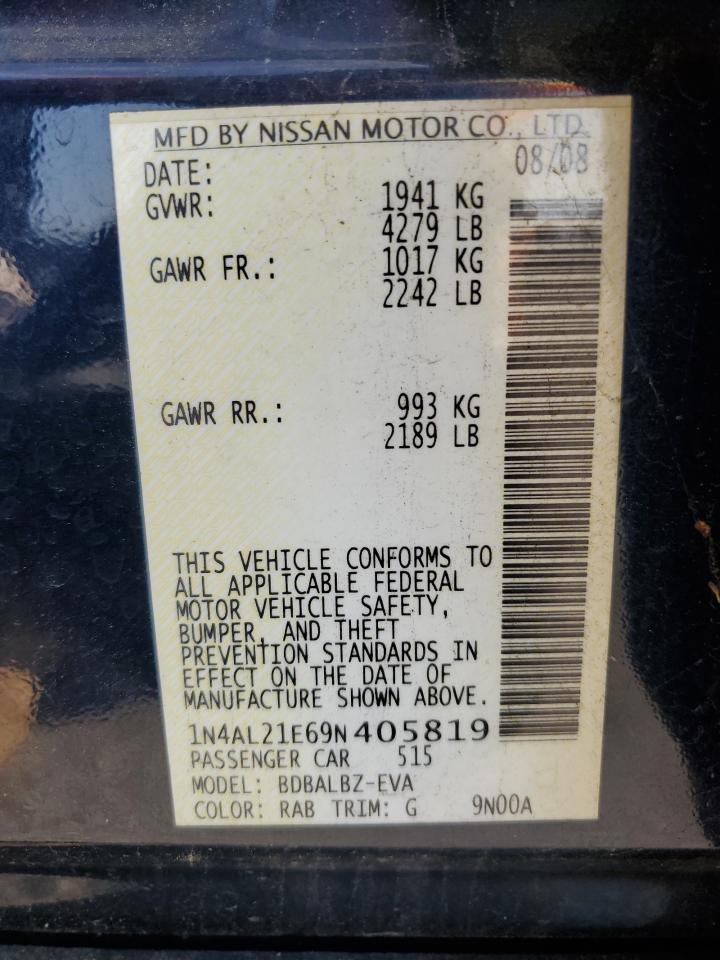 MFD BY NISSAN MOTOR CO., LTD.
DATE: 08/08
GVWR: 1941 KG
4279 LB
GAWR FR.: 1017 KG
2242 LB
GAWR RR.: 993 KG
2189 LB
THIS VEHICLE CONFORMS TO
ALL APPLICABLE FEDERAL
MOTOR VEHICLE SAFETY,
BUMPER, AND THEFT
PREVENTION STANDARDS IN
EFFECT ON THE DATE OF
MANUFACTURE SHOWN ABOVE.
1N4AL21E69N405819
PASSENGER CAR 515
MODEL: BDBALBZ-EVA
COLOR: RAB TRIM: G 9N00A